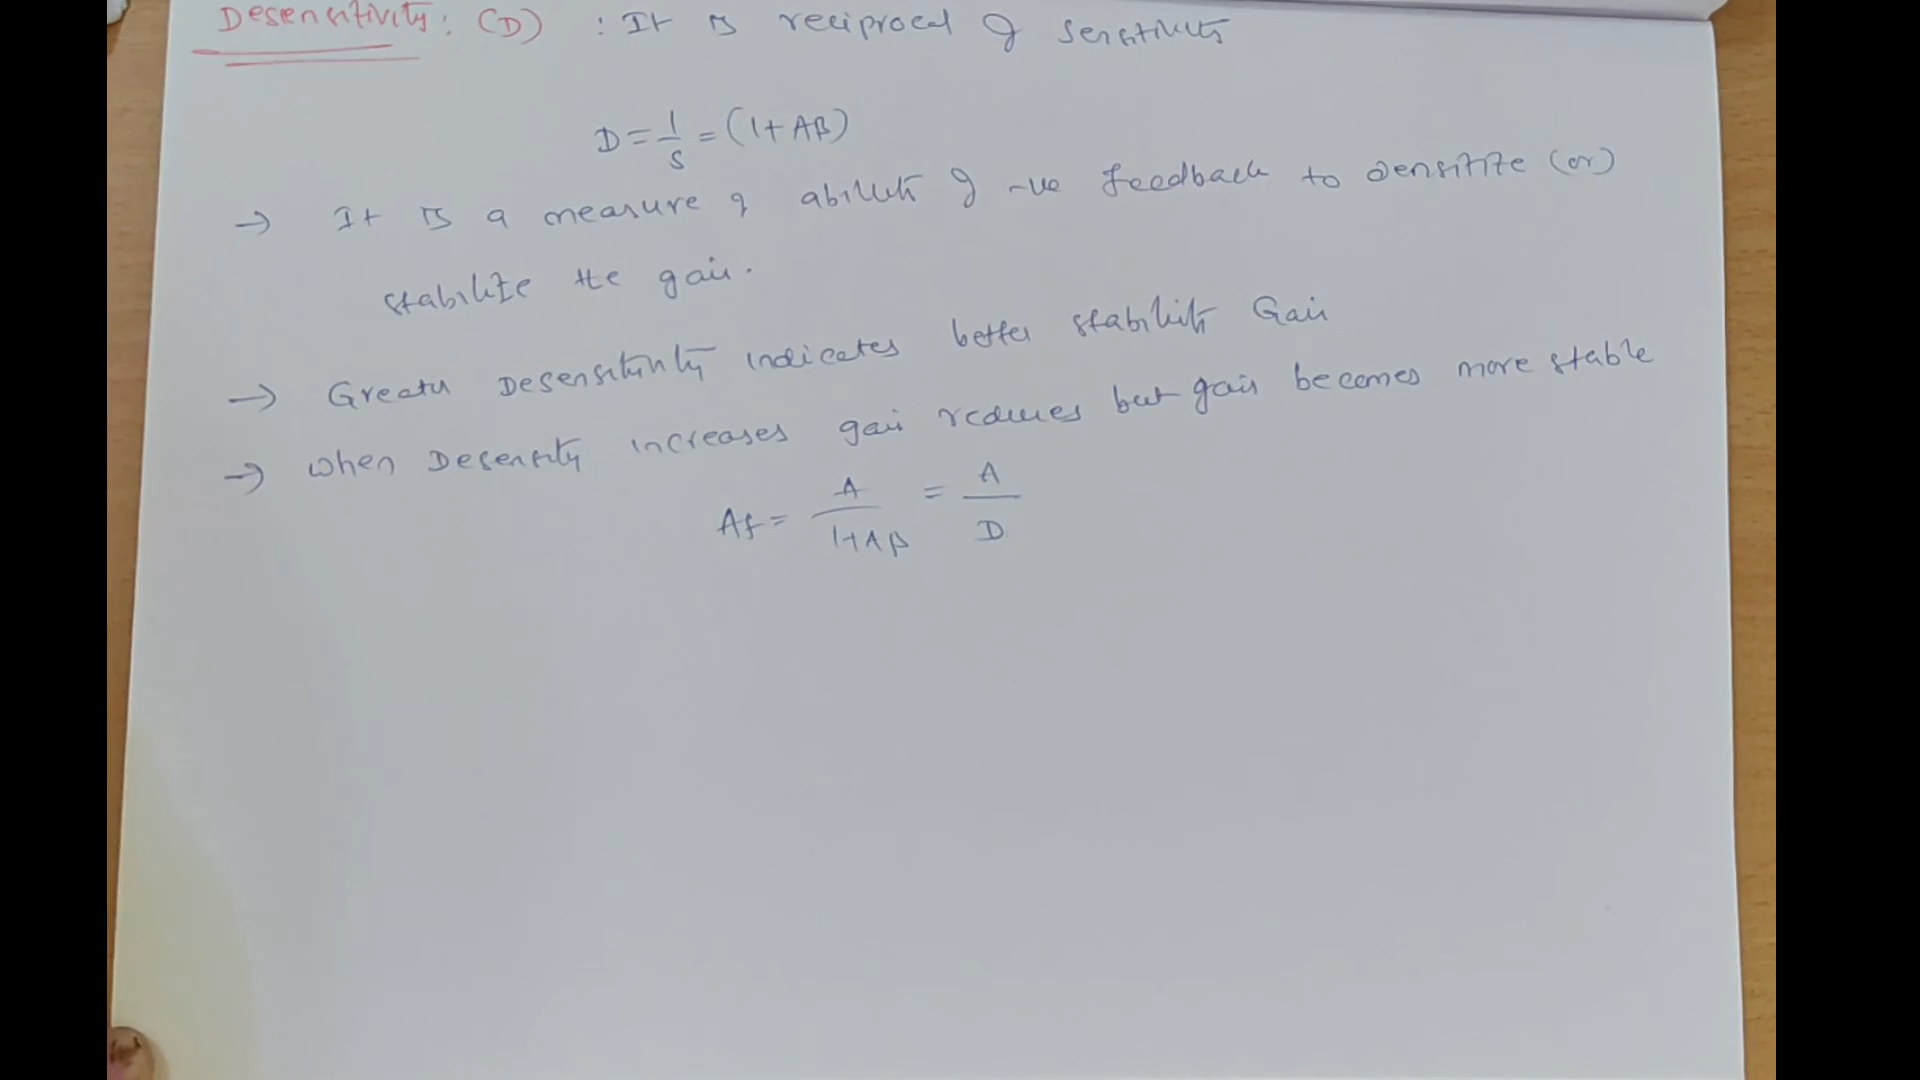 Desensitivity: (D) : It is reciprocal of sensitivity
D = 1/S = (1+Aβ)
→ It is a measure of ability of -ve feedback to densitize (or)
stabilize the gain.
→ Greater Desensitivity indicates better stability Gain
→ when Desensity increases gain reduces but gain becomes more stable
Af = A/1+Aβ = A/D